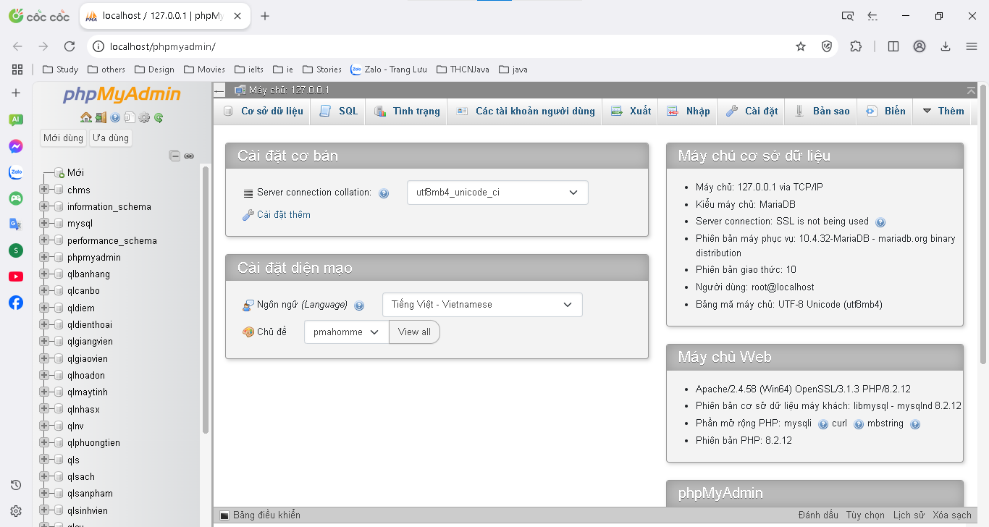 cốc cốc
localhost / 127.0.0.1 | phpMy
localhost/phpmyadmin/
Study others Design Movies ielts ie Stories Zalo - Trang Lưu THCNJava java
phpMyAdmin
Mới dùng Ưa dùng
Mới
chms
information_schema
mysql
performance_schema
phpmyadmin
qlbanhang
qlcanbo
qldiem
qldienthoai
qlgiangvien
qlgiaovien
qlhoadon
qlmaytinh
qlnhasx
qlnv
qlphuongtien
qls
qlsach
qlsanpham
qlsinhvien
Máy chủ: 127.0.0.1
Cơ sở dữ liệu SQL Tình trạng Các tài khoản người dùng Xuất Nhập Cài đặt Bản sao Biến Thêm
Cài đặt cơ bản
Server connection collation: utf8mb4_unicode_ci
Cài đặt thêm
Cài đặt diện mạo
Ngôn ngữ (Language) Tiếng Việt - Vietnamese
Chủ đề pmahomme View all
Máy chủ cơ sở dữ liệu
Máy chủ: 127.0.0.1 via TCP/IP
Kiểu máy chủ: MariaDB
Server connection: SSL is not being used
Phiên bản máy phục vụ: 10.4.32-MariaDB - mariadb.org binary
distribution
Phiên bản giao thức: 10
Người dùng: root@localhost
Bảng mã máy chủ: UTF-8 Unicode (utf8mb4)
Máy chủ Web
Apache/2.4.58 (Win64) OpenSSL/3.1.3 PHP/8.2.12
Phiên bản cơ sở dữ liệu máy khách: libmysql - mysqlnd 8.2.12
Phần mở rộng PHP: mysqli curl mbstring
Phiên bản PHP: 8.2.12
phpMyAdmin
Bảng điều khiển
Đánh dấu Tùy chọn Lịch sử Xóa sạch